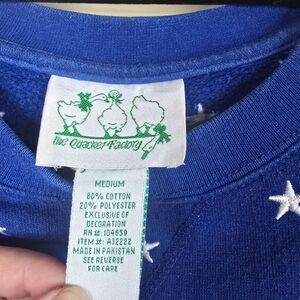 The Quacker Factory
MEDIUM
80% COTTON
20% POLYESTER
EXCLUSIVE OF
DECORATION
RN #: 104659
ITEM #: A32222
MADE IN PAKISTAN
SEE REVERSE
FOR CARE